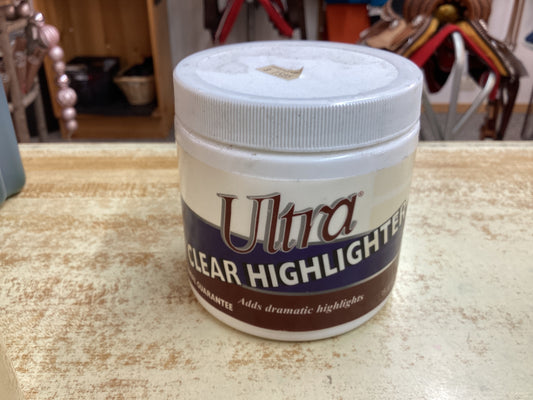 Ultra®
CLEAR HIGHLIGHTER
GUARANTEE
Adds dramatic highlights